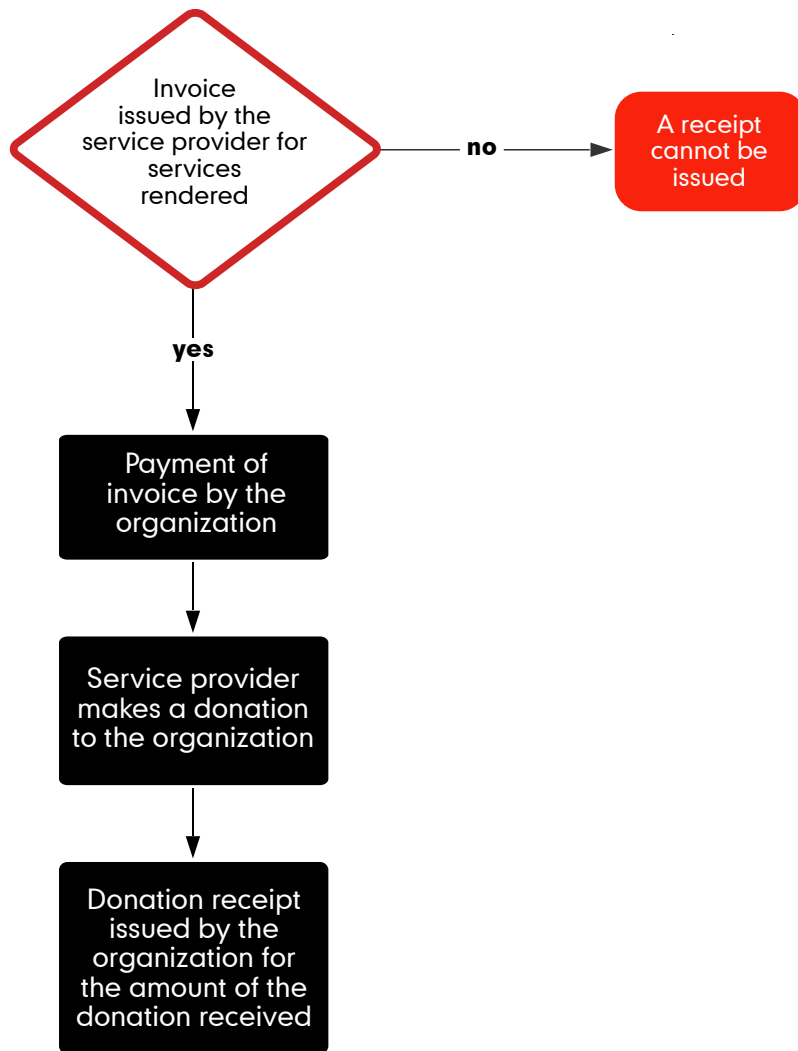 Invoice
issued by the
service provider for
services
rendered
no
A receipt
cannot be
issued
yes
Payment of
invoice by the
organization
Service provider
makes a donation
to the organization
Donation receipt
issued by the
organization for
the amount of the
donation received